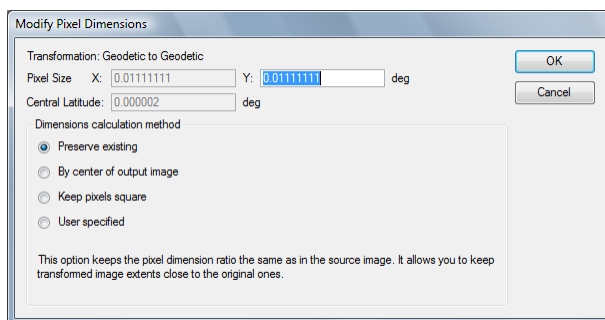 Modify Pixel Dimensions
Transformation: Geodetic to Geodetic
OK
Pixel Size X: 0.01111111 Y: 0.01111111 deg
Cancel
Central Latitude: 0.000002 deg
Dimensions calculation method
Preserve existing
By center of output image
Keep pixels square
User specified
This option keeps the pixel dimension ratio the same as in the source image. It allows you to keep
transformed image extents close to the original ones.